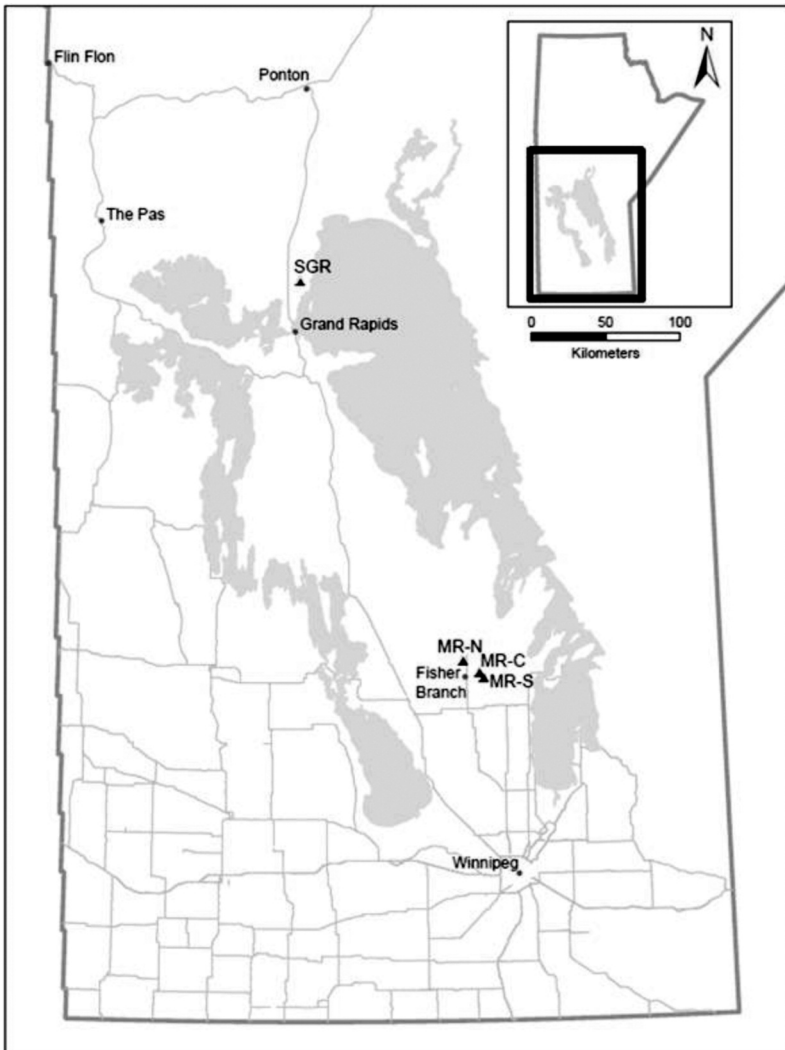 Flin Flon
Ponton
N
The Pas
SGR
Grand Rapids
0 50 100
Kilometers
MR-N
MR-C
Fisher
Branch
MR-S
Winnipeg